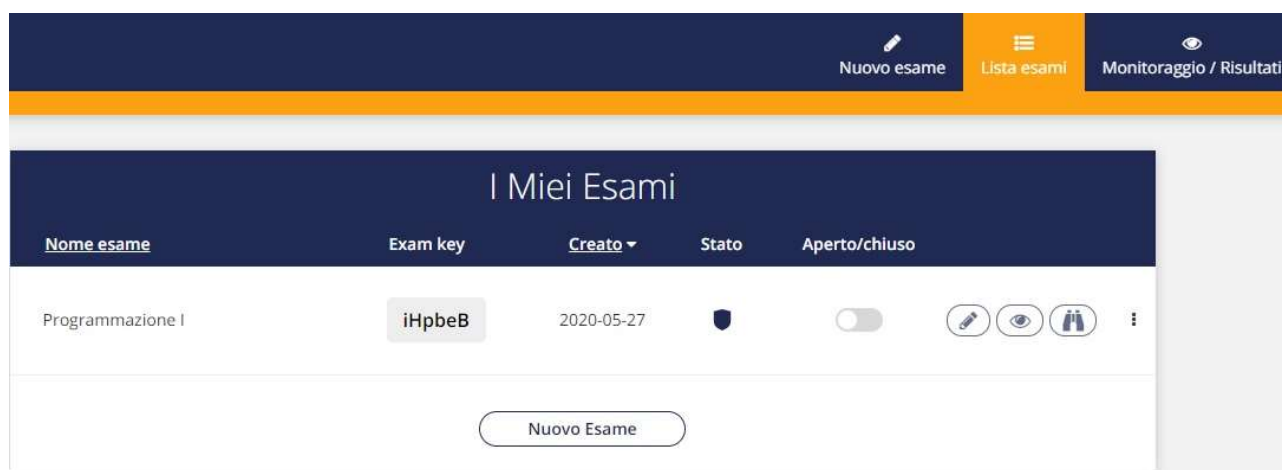 Nuovo esame Lista esami Monitoraggio / Risultati
I Miei Esami
Nome esame Exam key Creato Stato Aperto/chiuso
Programmazione I iHpbeB 2020-05-27
Nuovo Esame